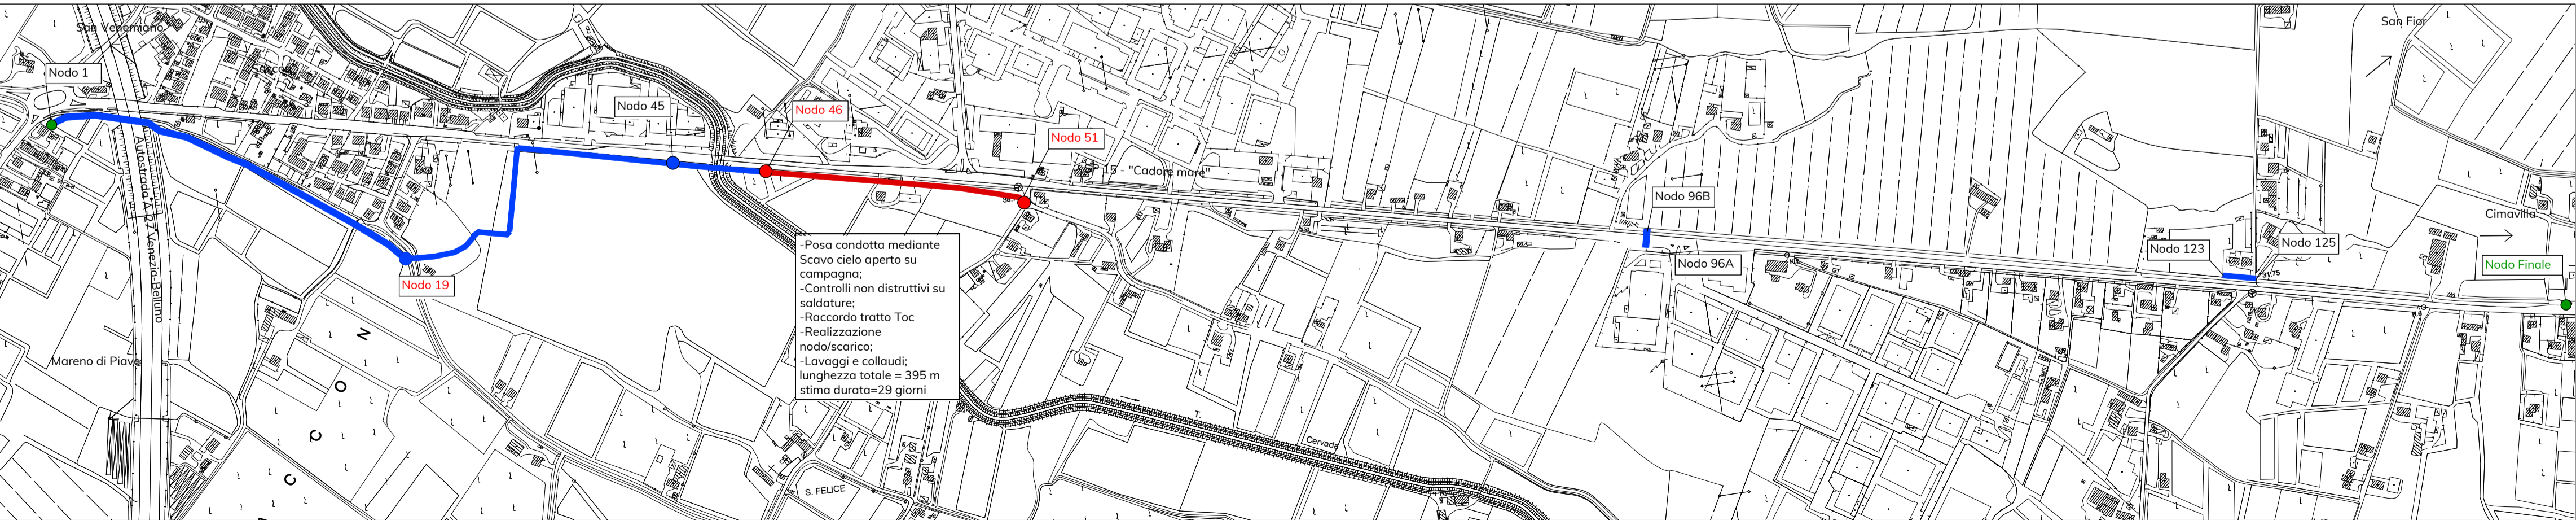 San Venemiano
San Fior
Nodo 1
Nodo 45
Nodo 46
Nodo 51
SP 15 - "Cadore mare"
Autostrada A 27 Venezia-Belluno
Nodo 96B
Cimavilla
Nodo 123
Nodo 125
Nodo 96A
Nodo Finale
Nodo 19
-Posa condotta mediante
Scavo cielo aperto su
campagna;
-Controlli non distruttivi su
saldature;
-Raccordo tratto Toc
-Realizzazione
nodo/scarico;
-Lavaggi e collaudi;
lunghezza totale = 395 m
stima durata=29 giorni
Mareno di Piave
N
O
C
C
T.
Cervada
S. FELICE